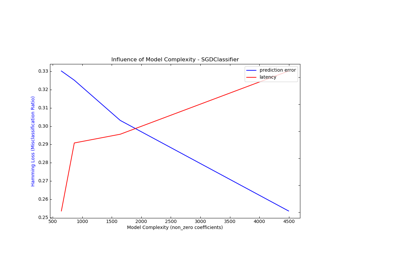 Influence of Model Complexity - SGDClassifier
prediction error
latency
Hamming Loss (Misclassification Ratio)
0.33
0.32
0.31
0.30
0.29
0.28
0.27
0.26
0.25
500 1000 1500 2000 2500 3000 3500 4000 4500
Model Complexity (non_zero coefficients)